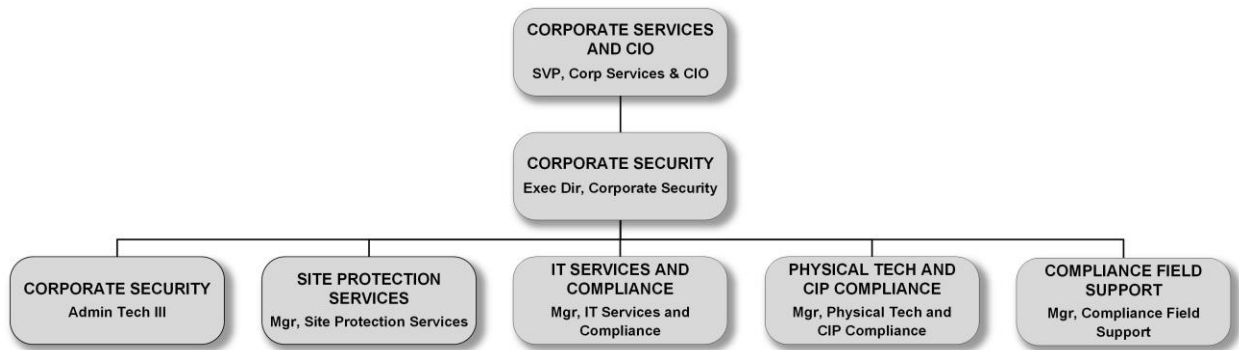 CORPORATE SERVICES
AND CIO
SVP, Corp Services & CIO
CORPORATE SECURITY
Exec Dir, Corporate Security
CORPORATE SECURITY
Admin Tech III
SITE PROTECTION
SERVICES
Mgr, Site Protection Services
IT SERVICES AND
COMPLIANCE
Mgr, IT Services and
Compliance
PHYSICAL TECH AND
CIP COMPLIANCE
Mgr, Physical Tech and
CIP Compliance
COMPLIANCE FIELD
SUPPORT
Mgr, Compliance Field
Support